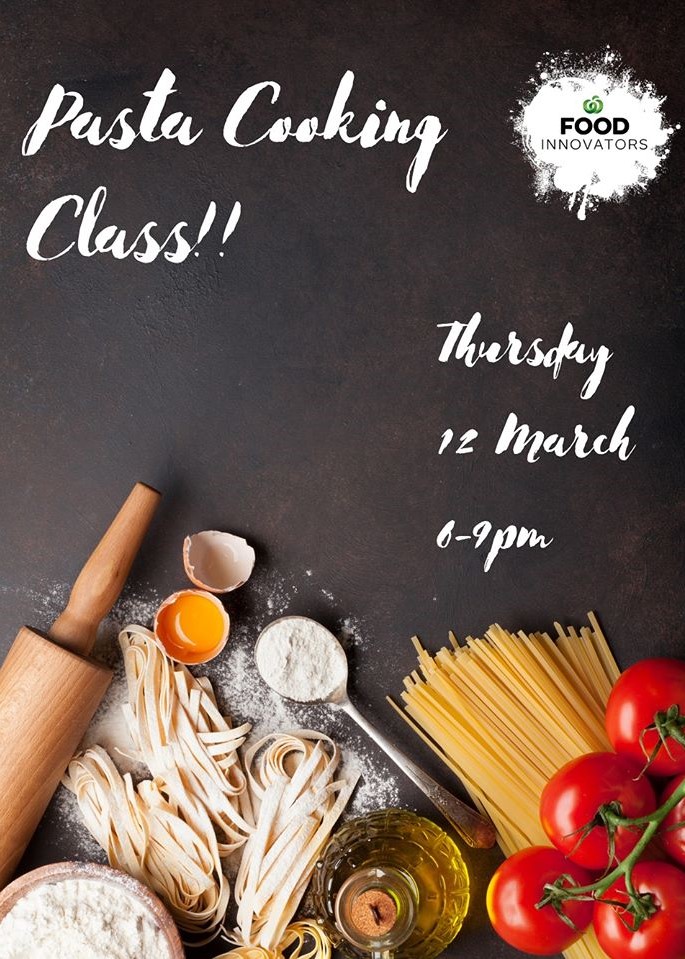 Pasta Cooking
Class!!
FOOD
INNOVATORS
Thursday
12 March
6-9pm